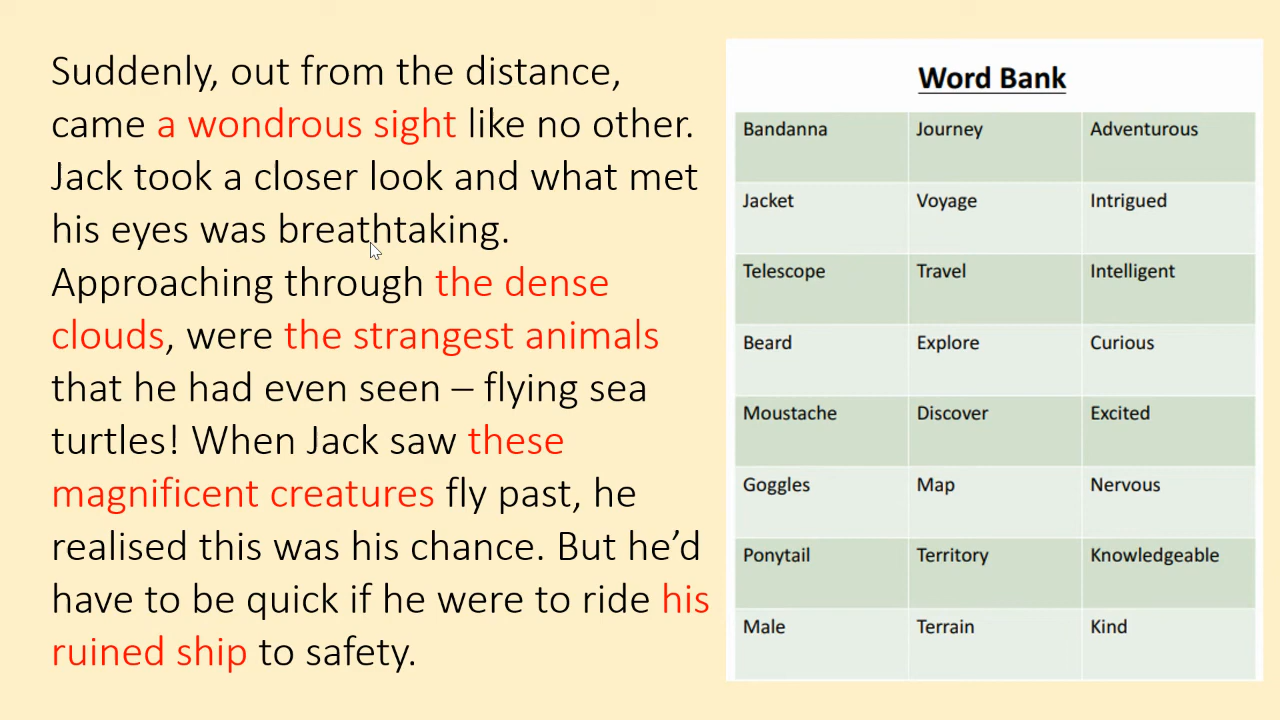 Suddenly, out from the distance,
came a wondrous sight like no other.
Jack took a closer look and what met
his eyes was breathtaking.
Approaching through the dense
clouds, were the strangest animals
that he had even seen – flying sea
turtles! When Jack saw these
magnificent creatures fly past, he
realised this was his chance. But he’d
have to be quick if he were to ride his
ruined ship to safety.
Word Bank
Bandanna Journey Adventurous
Jacket Voyage Intrigued
Telescope Travel Intelligent
Beard Explore Curious
Moustache Discover Excited
Goggles Map Nervous
Ponytail Territory Knowledgeable
Male Terrain Kind